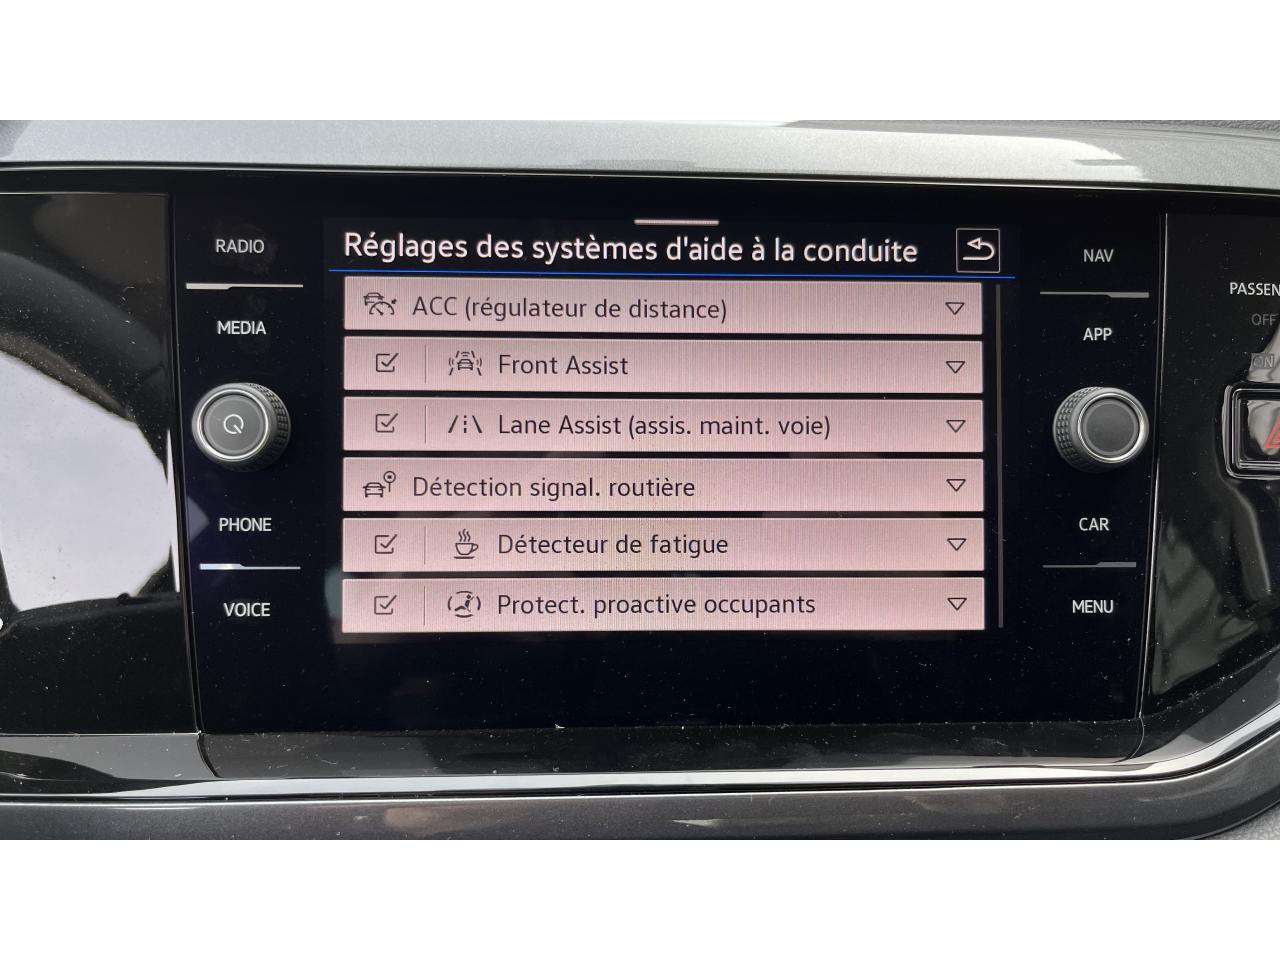 RADIO
MEDIA
PHONE
VOICE
Réglages des systèmes d'aide à la conduite
ACC (régulateur de distance)
Front Assist
Lane Assist (assis. maint. voie)
Détection signal. routière
Détecteur de fatigue
Protect. proactive occupants
NAV
APP
CAR
MENU
PASSEN
OFF
ON